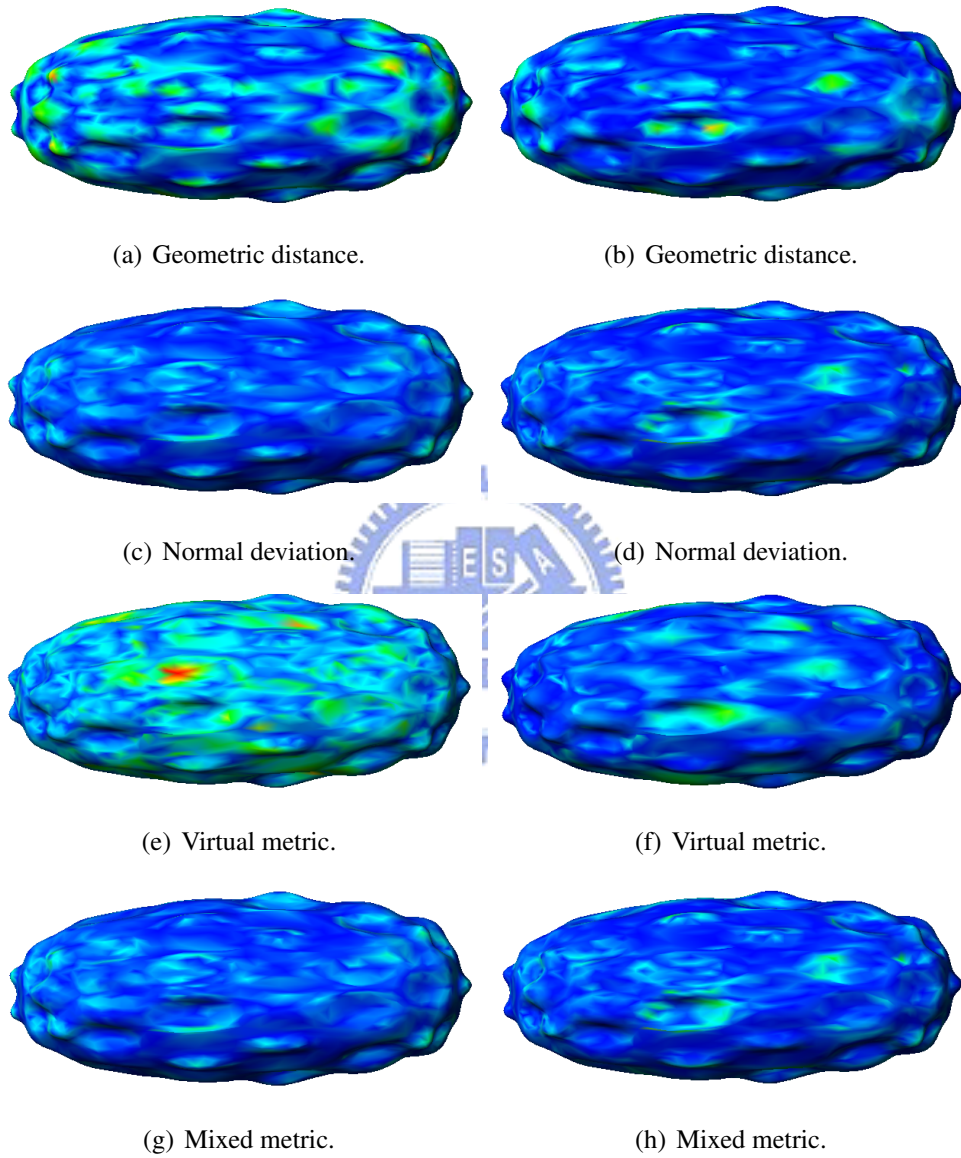 (a) Geometric distance.
(b) Geometric distance.
(c) Normal deviation.
(d) Normal deviation.
E S A
(e) Virtual metric.
(f) Virtual metric.
(g) Mixed metric.
(h) Mixed metric.